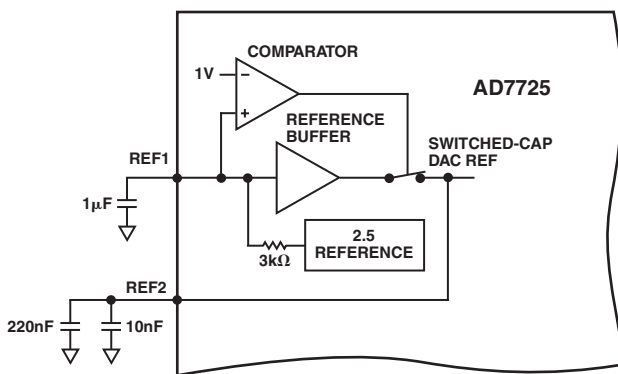 COMPARATOR
1V
–
+
AD7725
REFERENCE
BUFFER
SWITCHED-CAP
DAC REF
REF1
1μF
2.5
REFERENCE
3kΩ
REF2
220nF
10nF